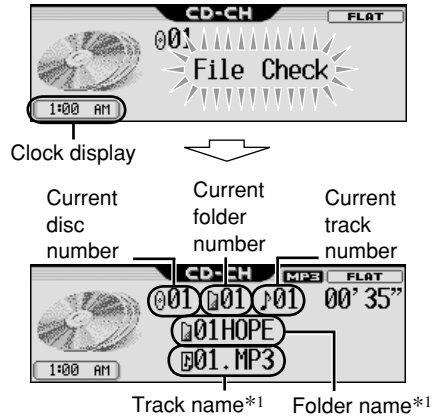 CD-CH
FLAT
01
File Check
1:00 AM
Clock display
Current disc number
Current folder number
Current track number
CD-CH
MP3
FLAT
01 01 01 00’35”
01HOPE
01.MP3
1:00 AM
Track name*1
Folder name*1